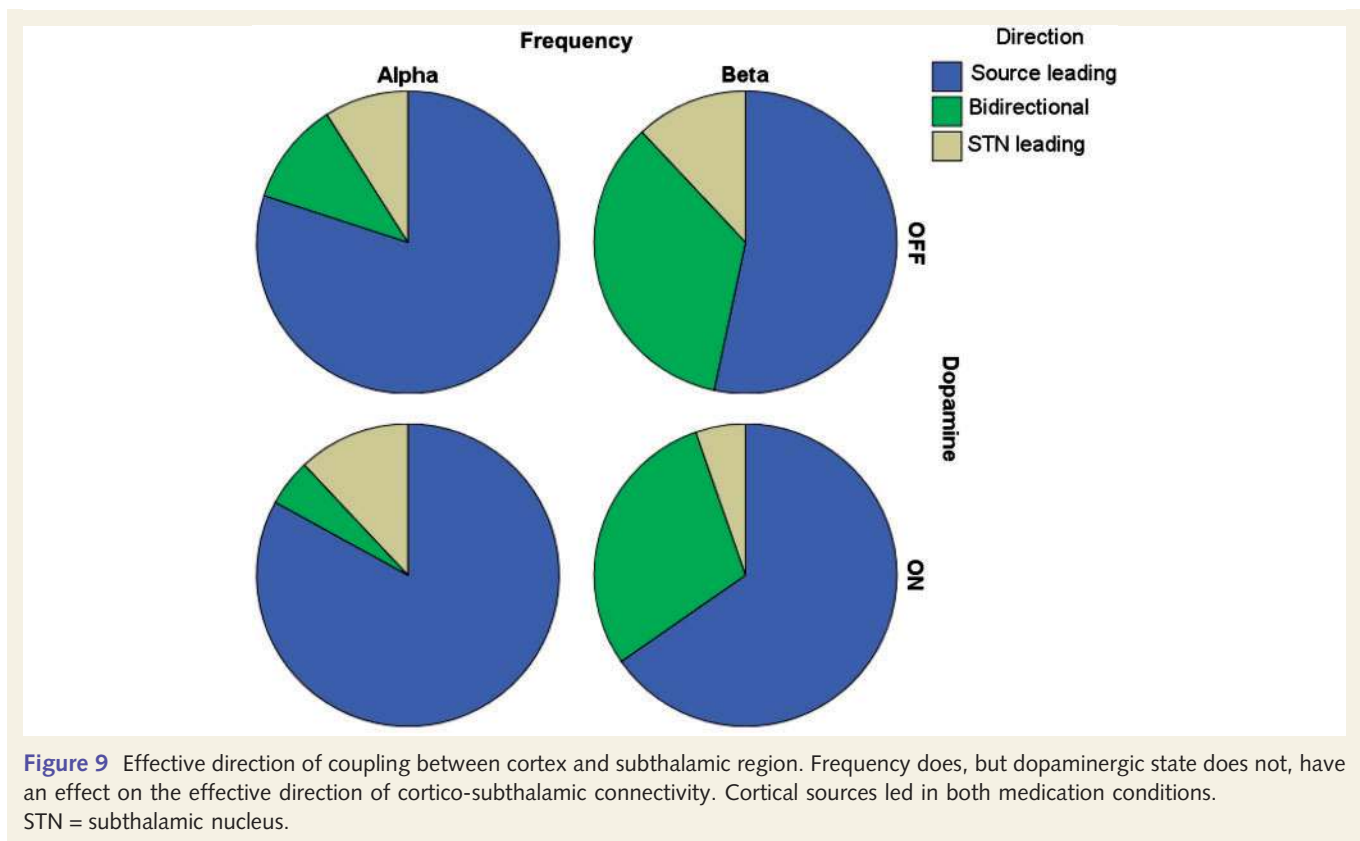 Frequency
Direction
Alpha
Beta
Source leading
Bidirectional
STN leading
OFF
Dopamine
ON
Figure 9 Effective direction of coupling between cortex and subthalamic region. Frequency does, but dopaminergic state does not, have
an effect on the effective direction of cortico-subthalamic connectivity. Cortical sources led in both medication conditions.
STN = subthalamic nucleus.